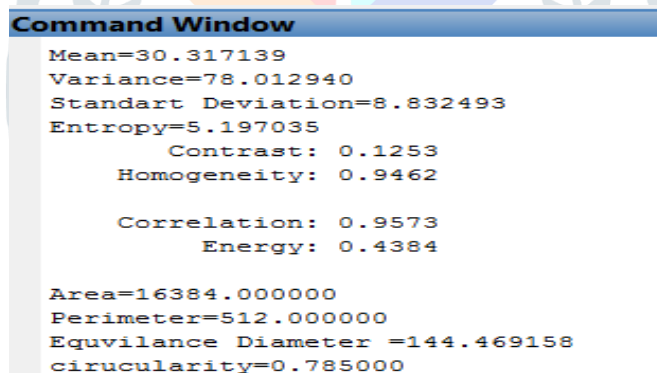 Command Window
Mean=30.317139
Variance=78.012940
Standart Deviation=8.832493
Entropy=5.197035
Contrast: 0.1253
Homogeneity: 0.9462
Correlation: 0.9573
Energy: 0.4384
Area=16384.000000
Perimeter=512.000000
Equvilance Diameter =144.469158
cirucularity=0.785000